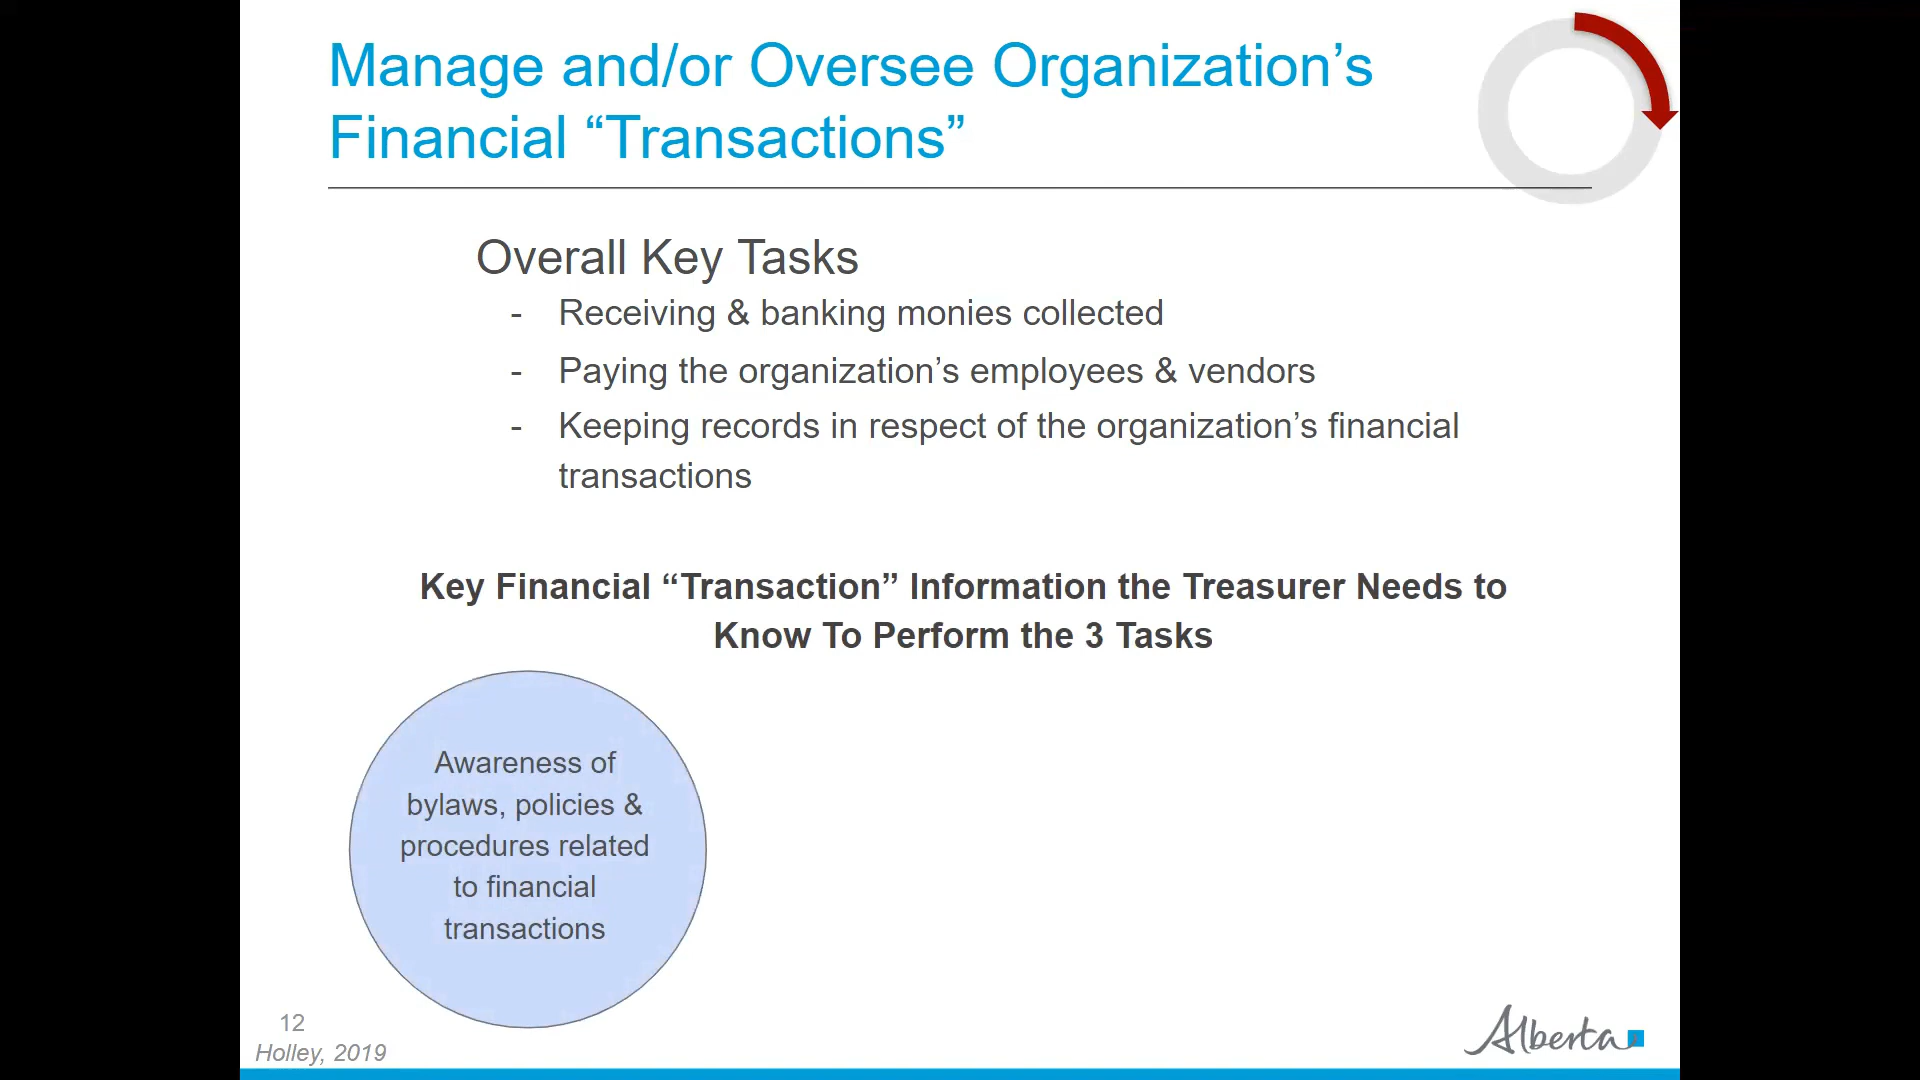 Manage and/or Oversee Organization’s
Financial “Transactions”
Overall Key Tasks
- Receiving & banking monies collected
- Paying the organization’s employees & vendors
- Keeping records in respect of the organization’s financial
transactions
Key Financial “Transaction” Information the Treasurer Needs to
Know To Perform the 3 Tasks
Awareness of
bylaws, policies &
procedures related
to financial
transactions
12
Holley, 2019
Alberta